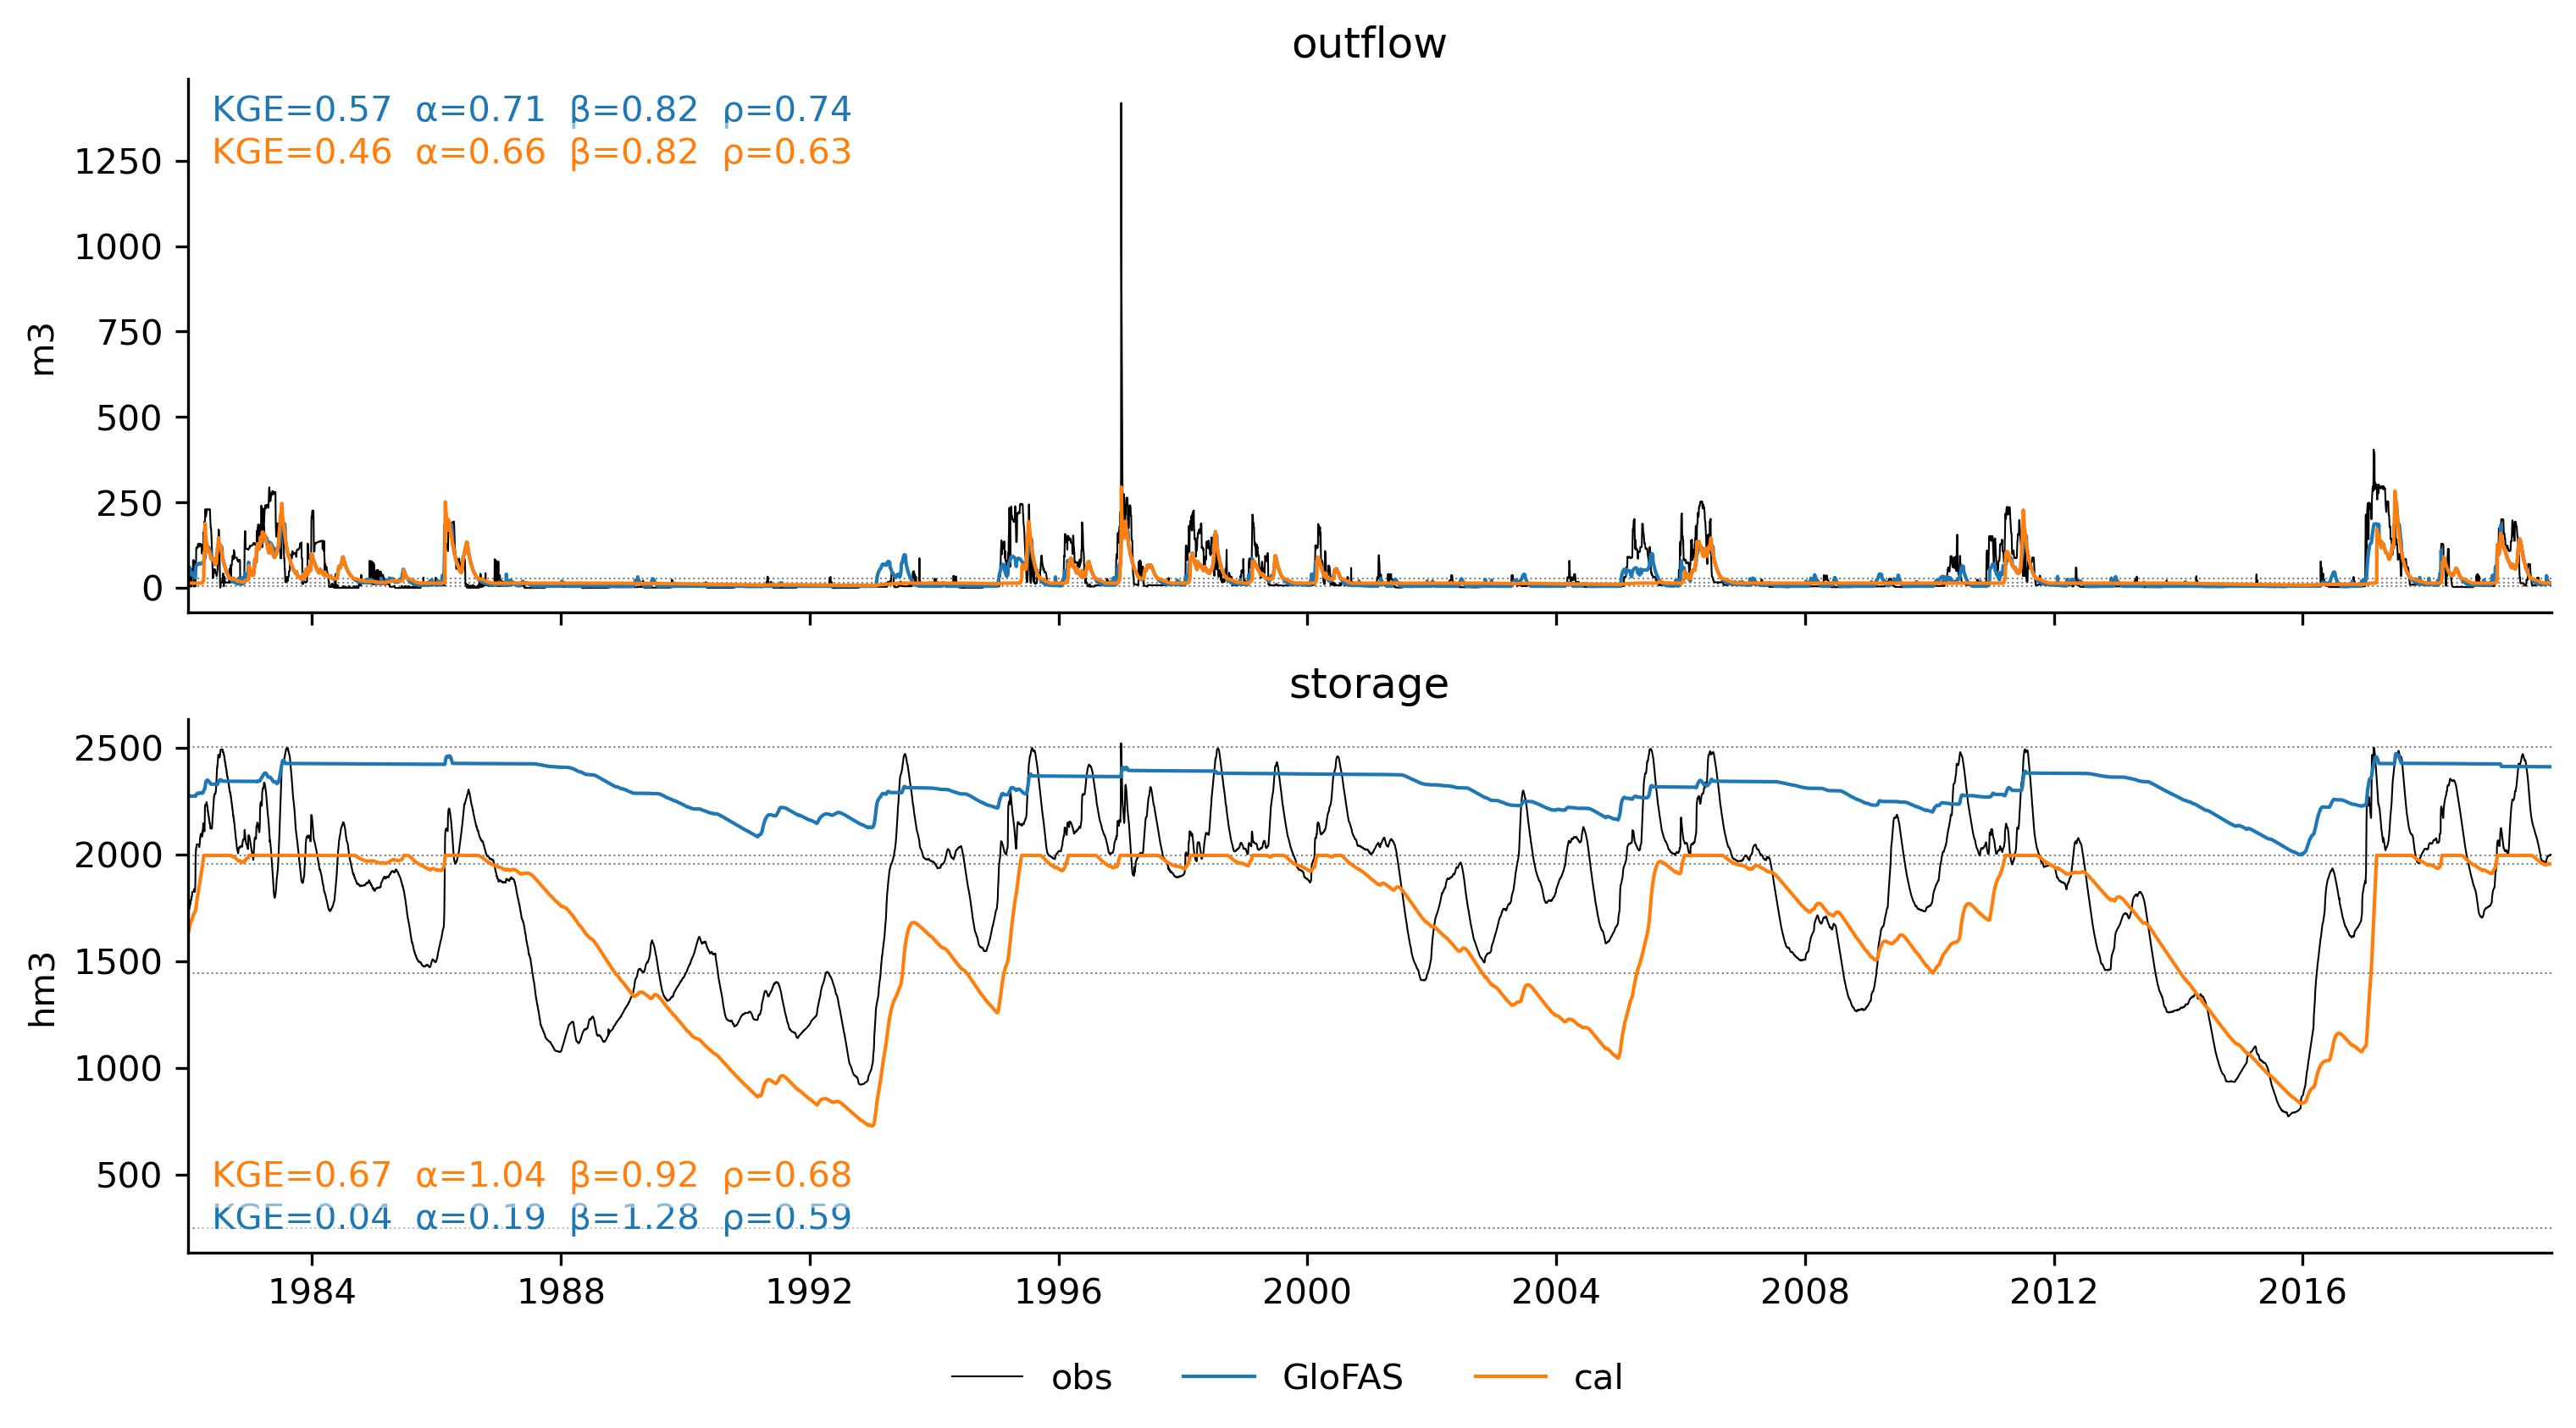 outflow
KGE=0.57 α=0.71 β=0.82 ρ=0.74
KGE=0.46 α=0.66 β=0.82 ρ=0.63
1250
1000
750
500
250
0
m3
storage
2500
2000
1500
1000
500
hm3
KGE=0.67 α=1.04 β=0.92 ρ=0.68
KGE=0.04 α=0.19 β=1.28 ρ=0.59
1984 1988 1992 1996 2000 2004 2008 2012 2016
obs GloFAS cal